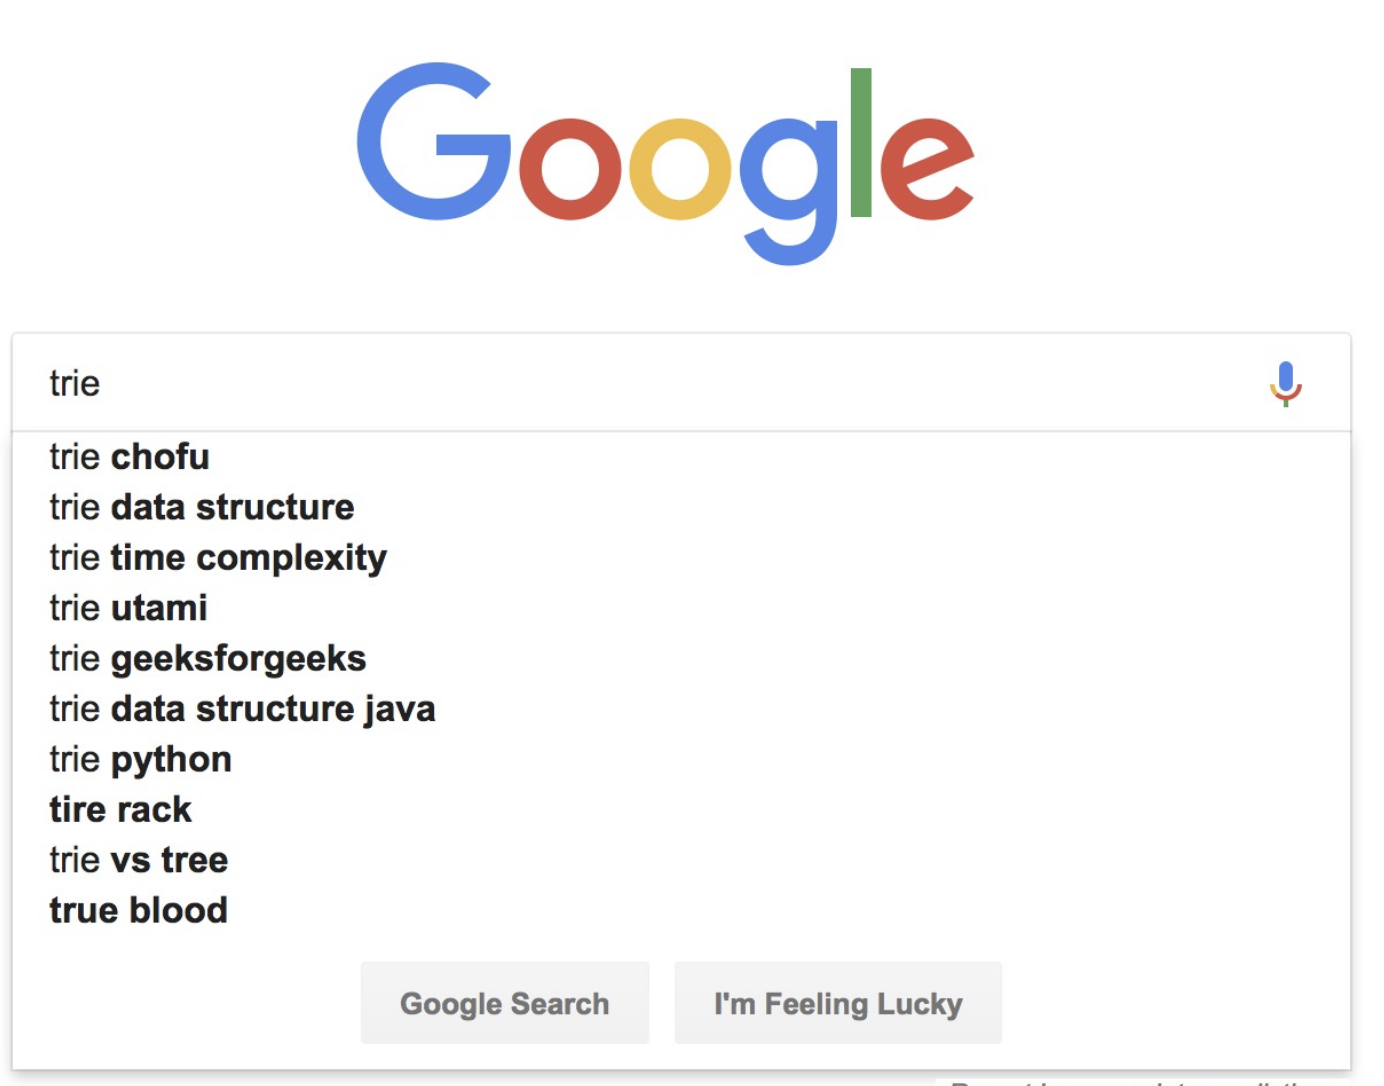 Google
trie
trie chofu
trie data structure
trie time complexity
trie utami
trie geeksforgeeks
trie data structure java
trie python
tire rack
trie vs tree
true blood
Google Search I'm Feeling Lucky